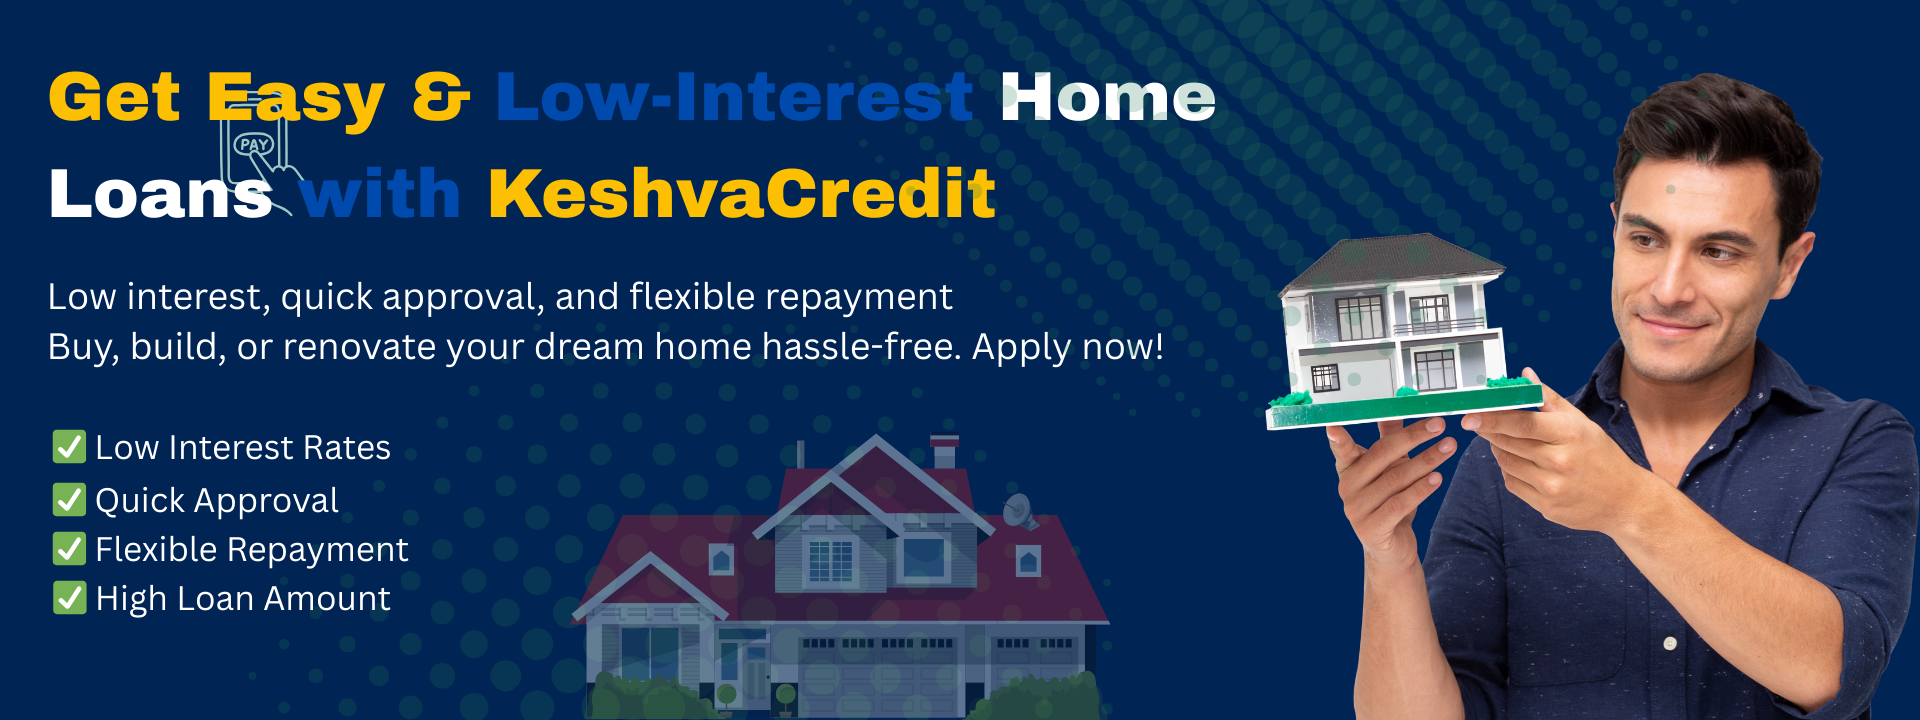 Get Easy & Low-Interest Home
PAY
Loans with KeshvaCredit
Low interest, quick approval, and flexible repayment
Buy, build, or renovate your dream home hassle-free. Apply now!
✅ Low Interest Rates
✅ Quick Approval
✅ Flexible Repayment
✅ High Loan Amount